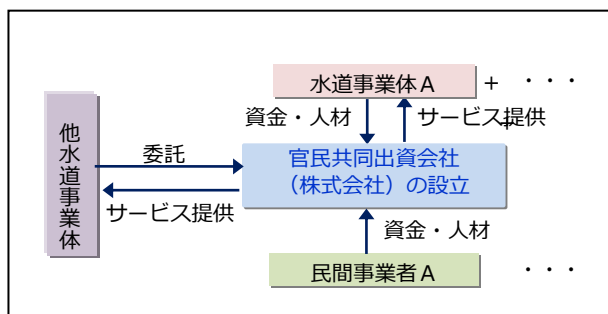 水道事業体A + ・・・
資金・人材
サービス提供
+
他水道事業体
委託
官民共同出資会社
（株式会社）の設立
サービス提供
資金・人材
民間事業者A ・・・